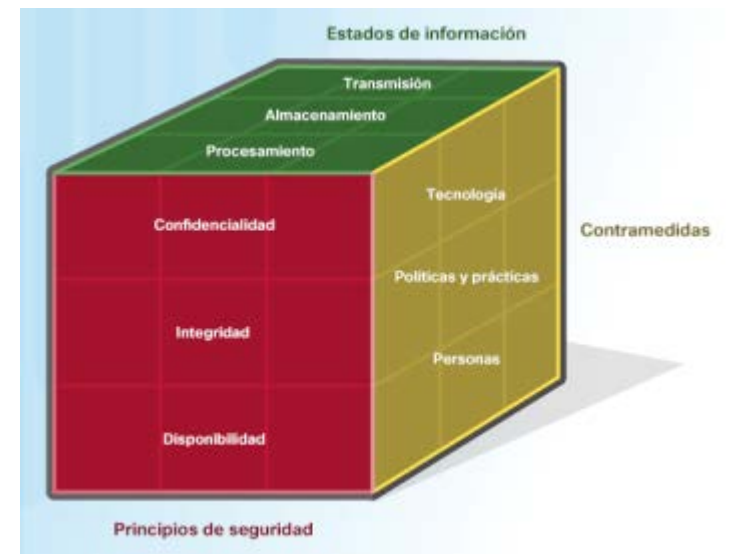 Estados de información
Transmisión
Almacenamiento
Procesamiento
Tecnología
Confidencialidad
Contramedidas
Políticas y prácticas
Integridad
Personas
Disponibilidad
Principios de seguridad